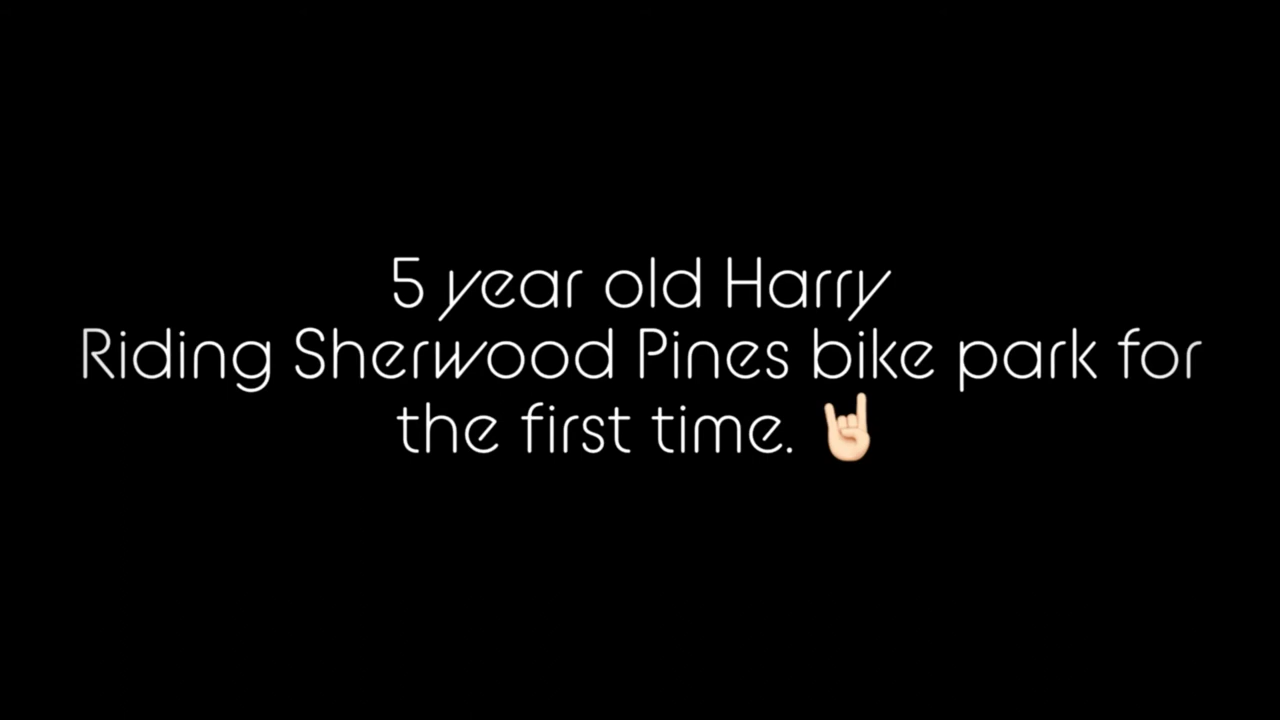 5 year old Harry
Riding Sherwood Pines bike park for
the first time. 🤘🏻